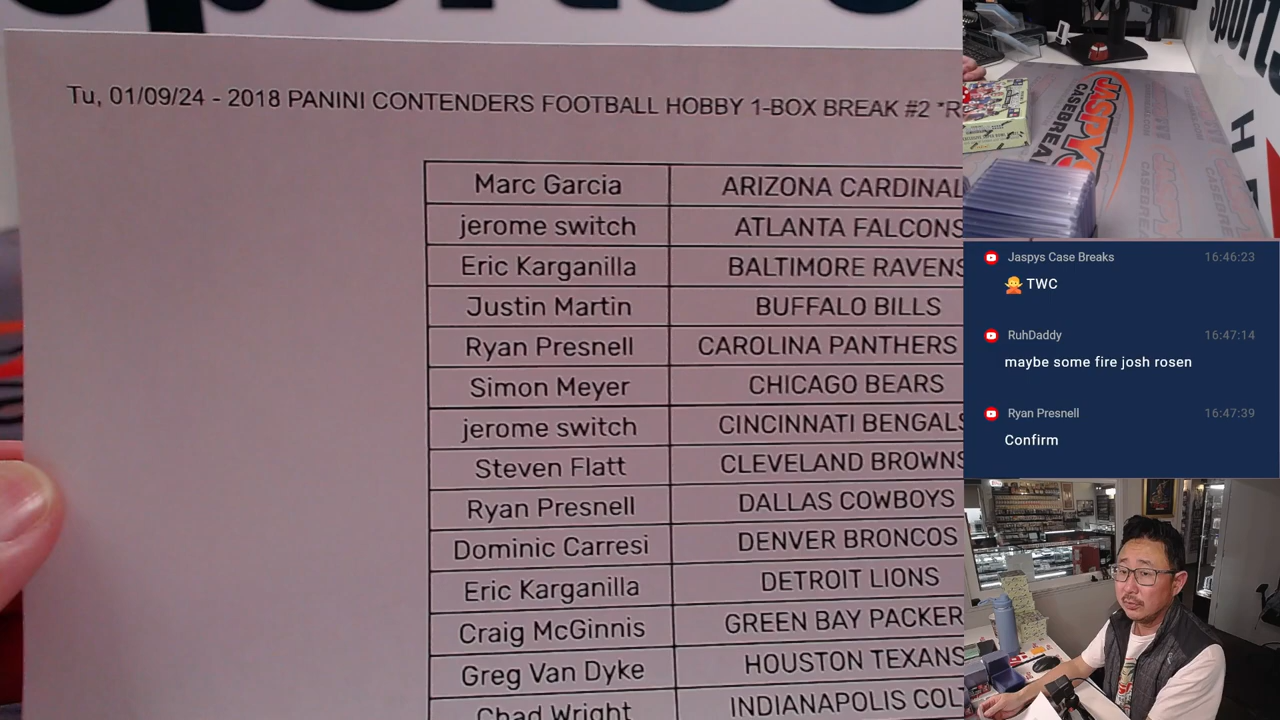 Tu, 01/09/24 - 2018 PANINI CONTENDERS FOOTBALL HOBBY 1-BOX BREAK #2 *R
Marc Garcia ARIZONA CARDINAL
jerome switch ATLANTA FALCONS
Eric Karganilla BALTIMORE RAVENS
Justin Martin BUFFALO BILLS
Ryan Presnell CAROLINA PANTHERS
Simon Meyer CHICAGO BEARS
jerome switch CINCINNATI BENGALS
Steven Flatt CLEVELAND BROWNS
Ryan Presnell DALLAS COWBOYS
Dominic Carresi DENVER BRONCOS
Eric Karganilla DETROIT LIONS
Craig McGinnis GREEN BAY PACKER
Greg Van Dyke HOUSTON TEXANS
Chad Wright INDIANAPOLIS COLT
JASPY'S
CASEBREA
sports
H
Jaspys Case Breaks 16:46:23
TWC
RuhDaddy 16:47:14
maybe some fire josh rosen
Ryan Presnell 16:47:39
Confirm